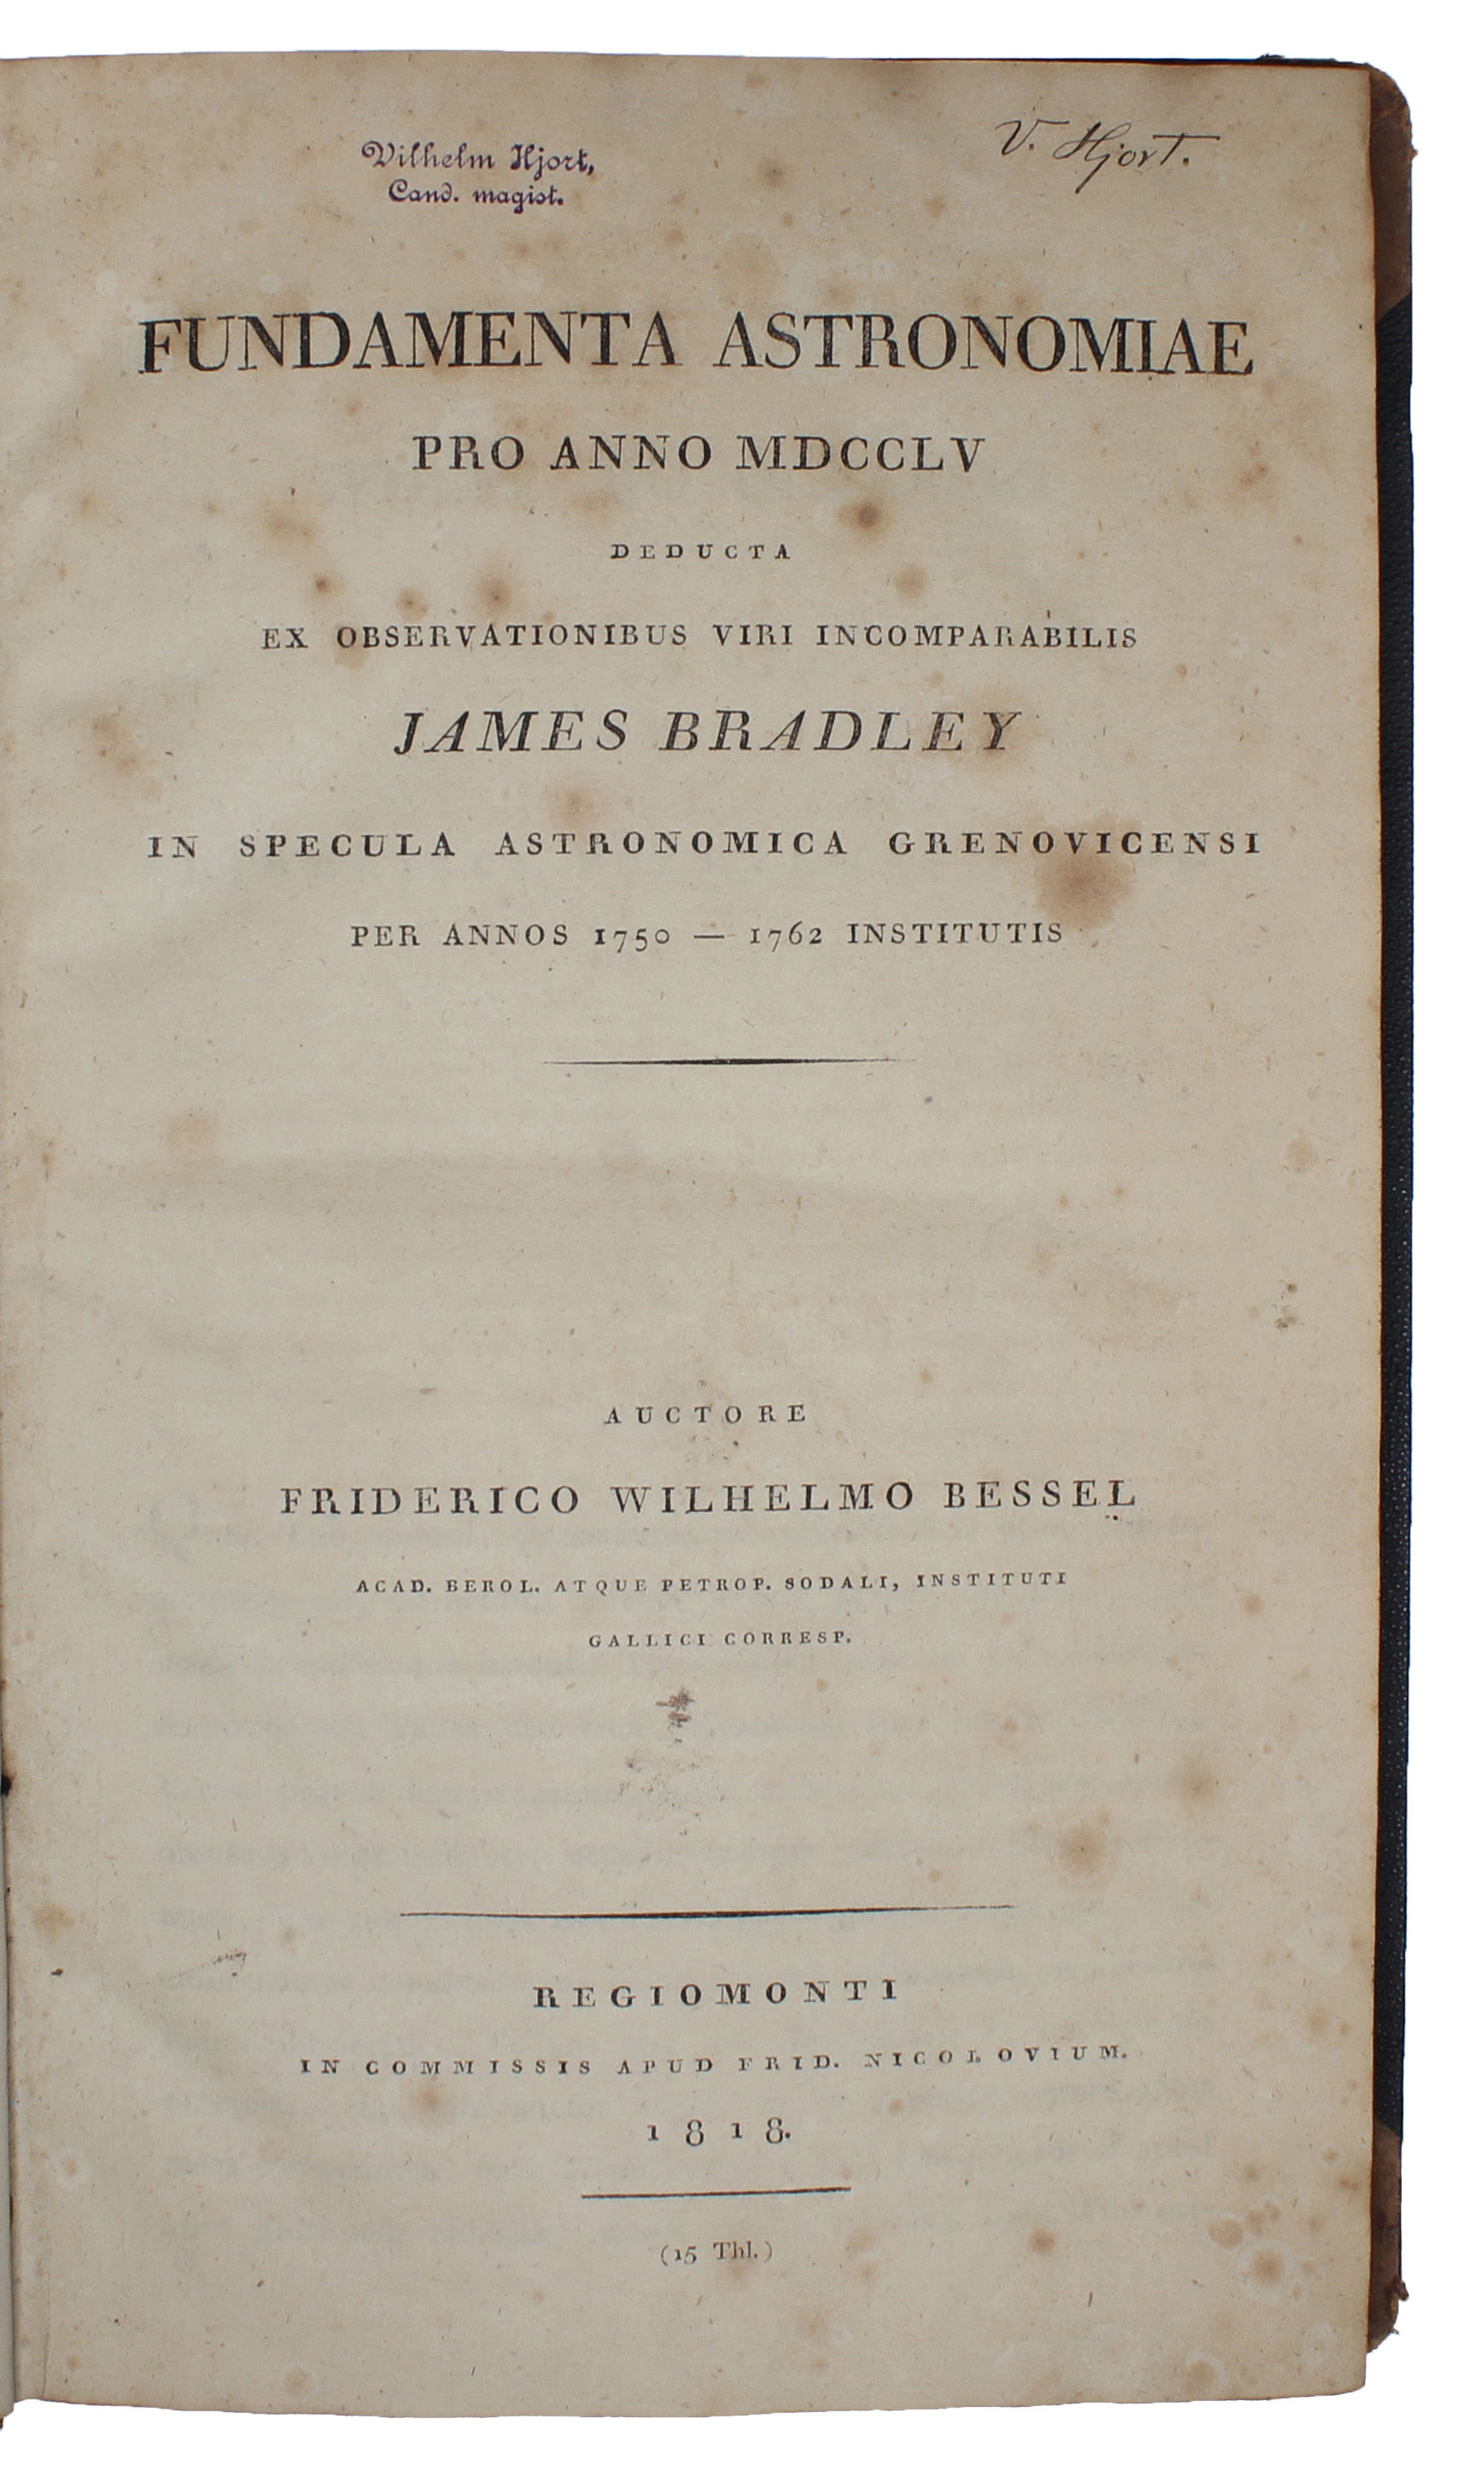 Vilhelm Hjort,
Cand. magist.
V. Hjort.
FUNDAMENTA ASTRONOMIAE
PRO ANNO MDCCLV
DEDUCTA
EX OBSERVATIONIBUS VIRI INCOMPARABILIS
JAMES BRADLEY
IN SPECULA ASTRONOMICA GRENOVICENSI
PER ANNOS 1750 — 1762 INSTITUTIS
AUCTORE
FRIDERICO WILHELMO BESSEL
ACAD. BEROL. ATQUE PETROP. SODALI, INSTITUTI
GALLICI CORRESP.
REGIOMONTI
IN COMMISSIS APUD FRID. NICOLOVIUM.
1818.
(15 Thl.)